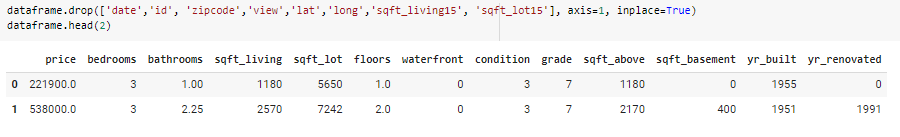 dataframe.drop(['date','id', 'zipcode','view','lat','long','sqft_living15', 'sqft_lot15'], axis=1, inplace=True)
dataframe.head(2)
price bedrooms bathrooms sqft_living sqft_lot floors waterfront condition grade sqft_above sqft_basement yr_built yr_renovated
0 221900.0 3 1.00 1180 5650 1.0 0 3 7 1180 0 1955 0
1 538000.0 3 2.25 2570 7242 2.0 0 3 7 2170 400 1951 1991